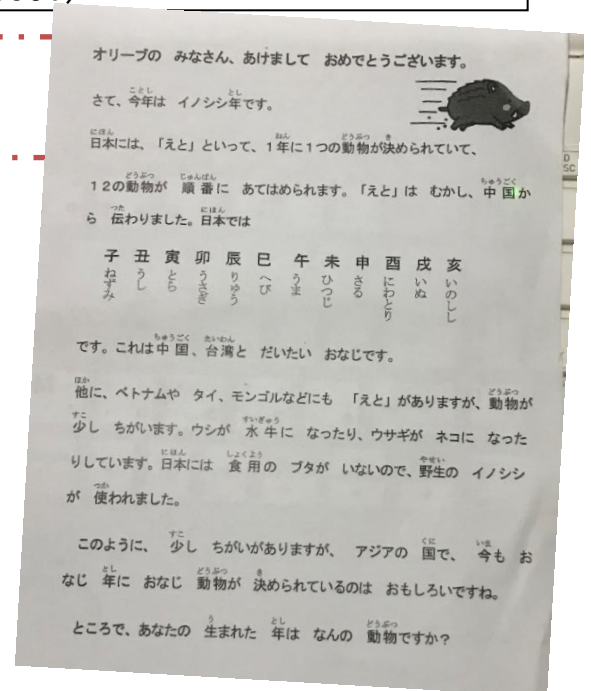 オリーブの みなさん、あけまして おめでとうございます。
さて、今年は イノシシ年です。
日本には、「えと」といって、1年に1つの動物が決められていて、
12の動物が 順番に あてはめられます。「えと」は むかし、中国か
ら 伝わりました。日本では
子 丑 寅 卯 辰 巳 午 未 申 酉 戌 亥
ねずみ うし とら うさぎ りゅう へび うま ひつじ さる にわとり いぬ いのしし
です。これは中国、台湾と だいたい おなじです。
他に、ベトナムや タイ、モンゴルなどにも 「えと」がありますが、動物が
少し ちがいます。ウシが 水牛に なったり、ウサギが ネコに なった
りしています。日本には 食用の ブタが いないので、野生の イノシシ
が 使われました。
このように、 少し ちがいがありますが、 アジアの 国で、 今も お
なじ 年に おなじ 動物が 決められているのは おもしろいですね。
ところで、あなたの 生まれた 年は なんの 動物ですか？